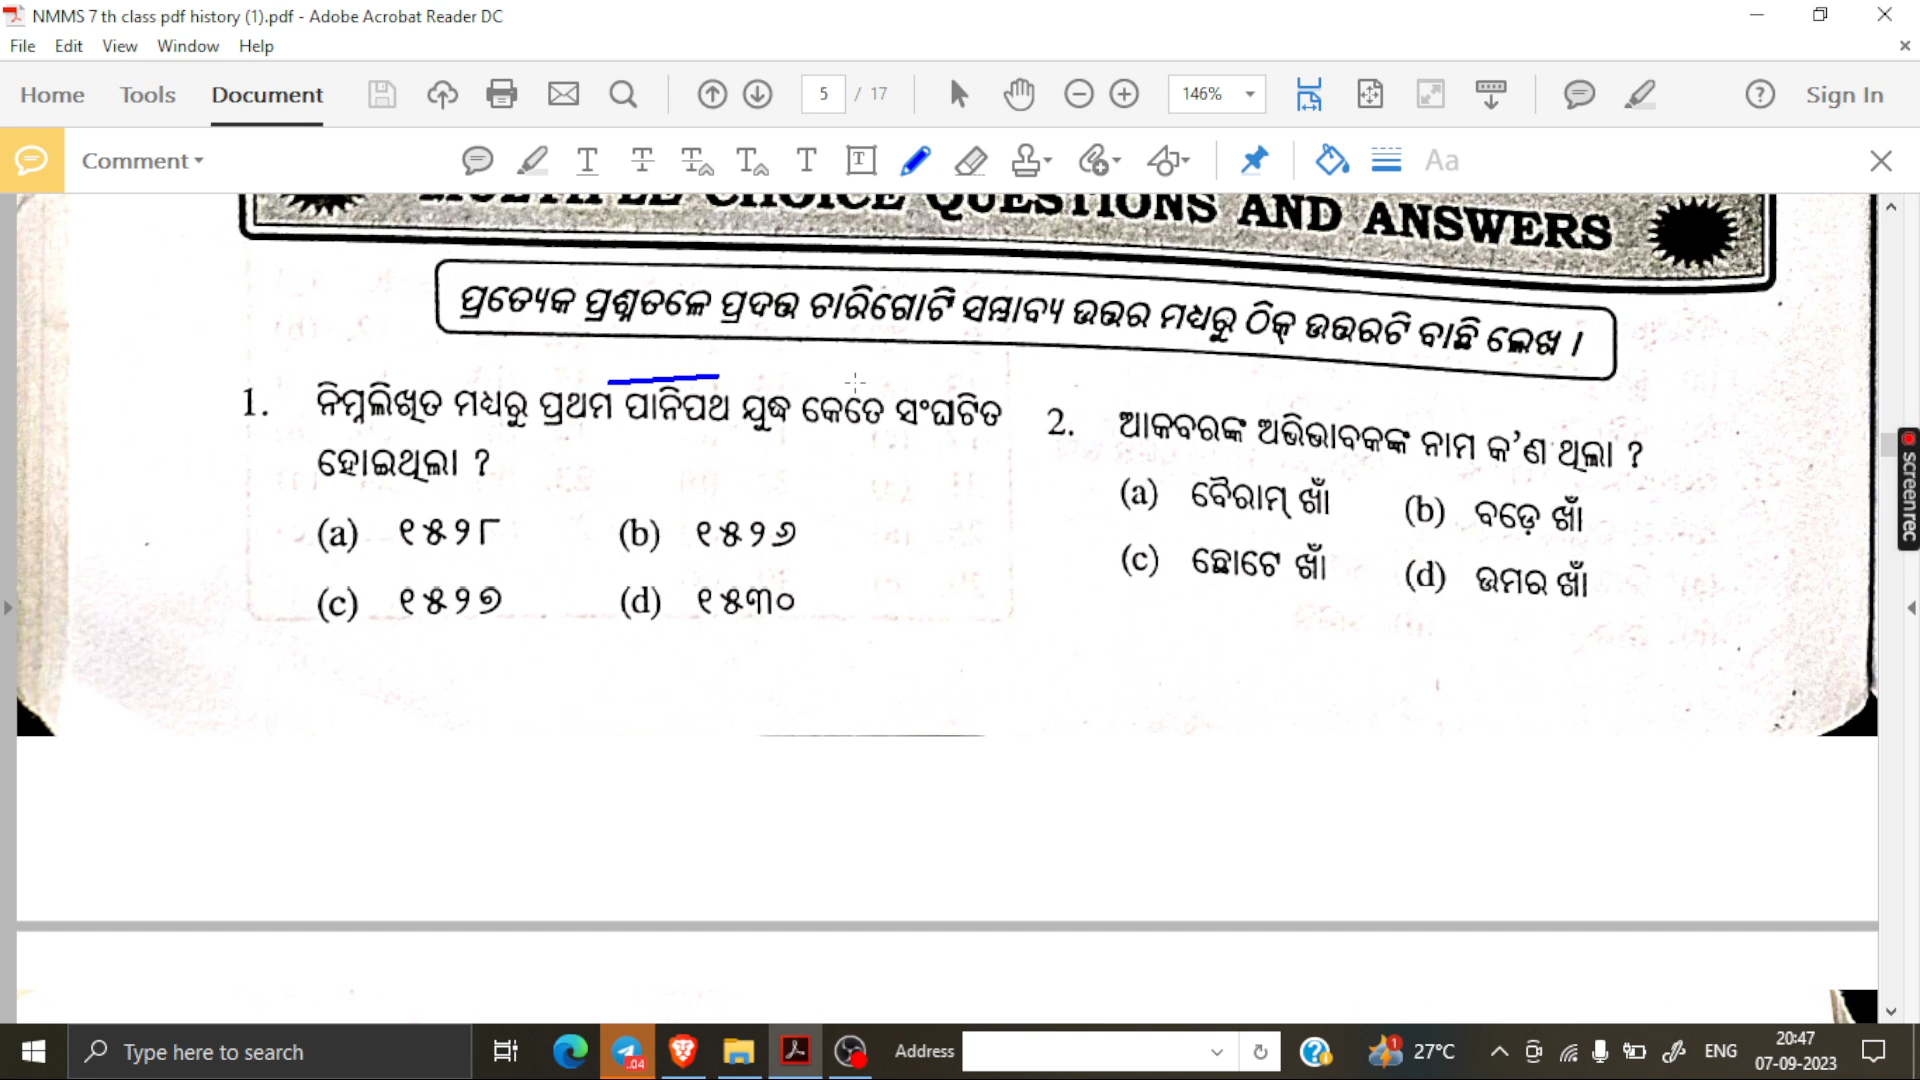 NMMS 7 th class pdf history (1).pdf - Adobe Acrobat Reader DC
File Edit View Window Help
Home Tools Document 5 / 17 146% Sign In
Comment
MULTIPLE CHOICE QUESTIONS AND ANSWERS
ପ୍ରତ୍ୟେକ ପ୍ରଶ୍ନତଳେ ପ୍ରଦତ୍ତ ଚାରିଗୋଟି ସମ୍ଭାବ୍ୟ ଉତ୍ତର ମଧ୍ୟରୁ ଠିକ୍ ଉତ୍ତରଟି ବାଛି ଲେଖ ।
1. ନିମ୍ନଲିଖିତ ମଧ୍ୟରୁ ପ୍ରଥମ ପାନିପଥ ଯୁଦ୍ଧ କେତେ ସଂଘଟିତ
ହୋଇଥିଲା ?
(a) ୧୫୨୮ (b) ୧୫୨୬
(c) ୧୫୨୭ (d) ୧୫୩୦
2. ଆକବରଙ୍କ ଅଭିଭାବକଙ୍କ ନାମ କ'ଣ ଥିଲା ?
(a) ବୈରାମ୍ ଖାଁ (b) ବଡ଼େ ଖାଁ
(c) ଛୋଟେ ଖାଁ (d) ଉମର ଖାଁ
screenrec
Type here to search Address 27°C ENG 20:47
07-09-2023